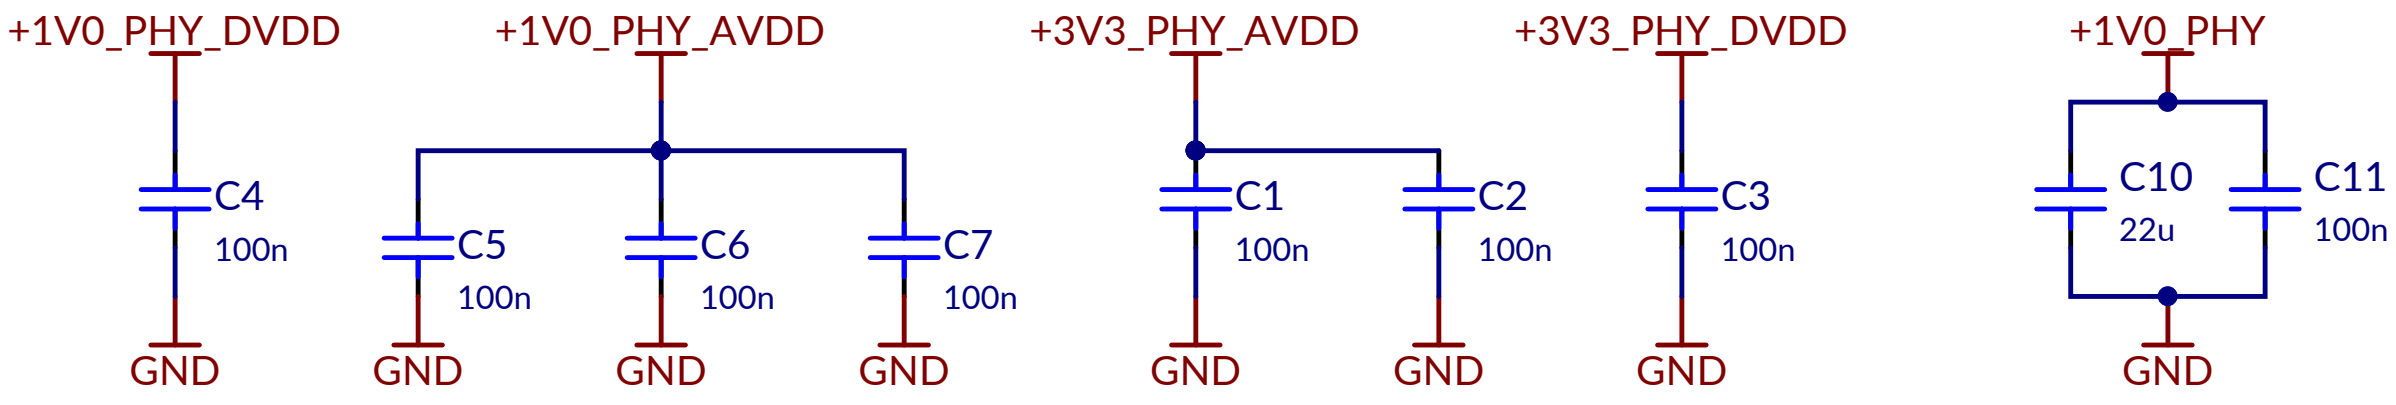 +1V0_PHY_DVDD
+1V0_PHY_AVDD
+3V3_PHY_AVDD
+3V3_PHY_DVDD
+1V0_PHY
C4
100n
C5
100n
C6
100n
C7
100n
C1
100n
C2
100n
C3
100n
C10
22u
C11
100n
GND
GND
GND
GND
GND
GND
GND
GND